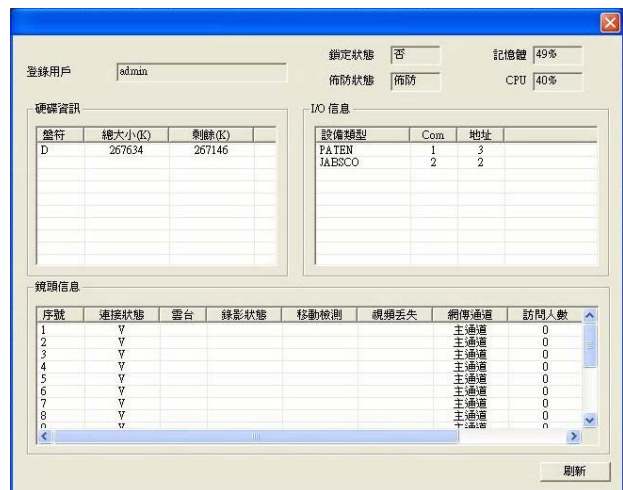 鎖定狀態 否 記憶體 49%
登錄用戶 admin
佈防狀態 佈防 CPU 40%
硬碟資訊 I/O 信息
盤符 總大小(K) 剩餘(K) 設備類型 Com 地址
D 267634 267146 PATEN 1 3
JABSCO 2 2
鏡頭信息
序號 連接狀態 雲台 錄影狀態 移動檢測 視頻丟失 網傳通道 訪問人數
1 V 主通道 0
2 V 主通道 0
3 V 主通道 0
4 V 主通道 0
5 V 主通道 0
6 V 主通道 0
7 V 主通道 0
8 V 主通道 0
9 V 主通道 0
刷新